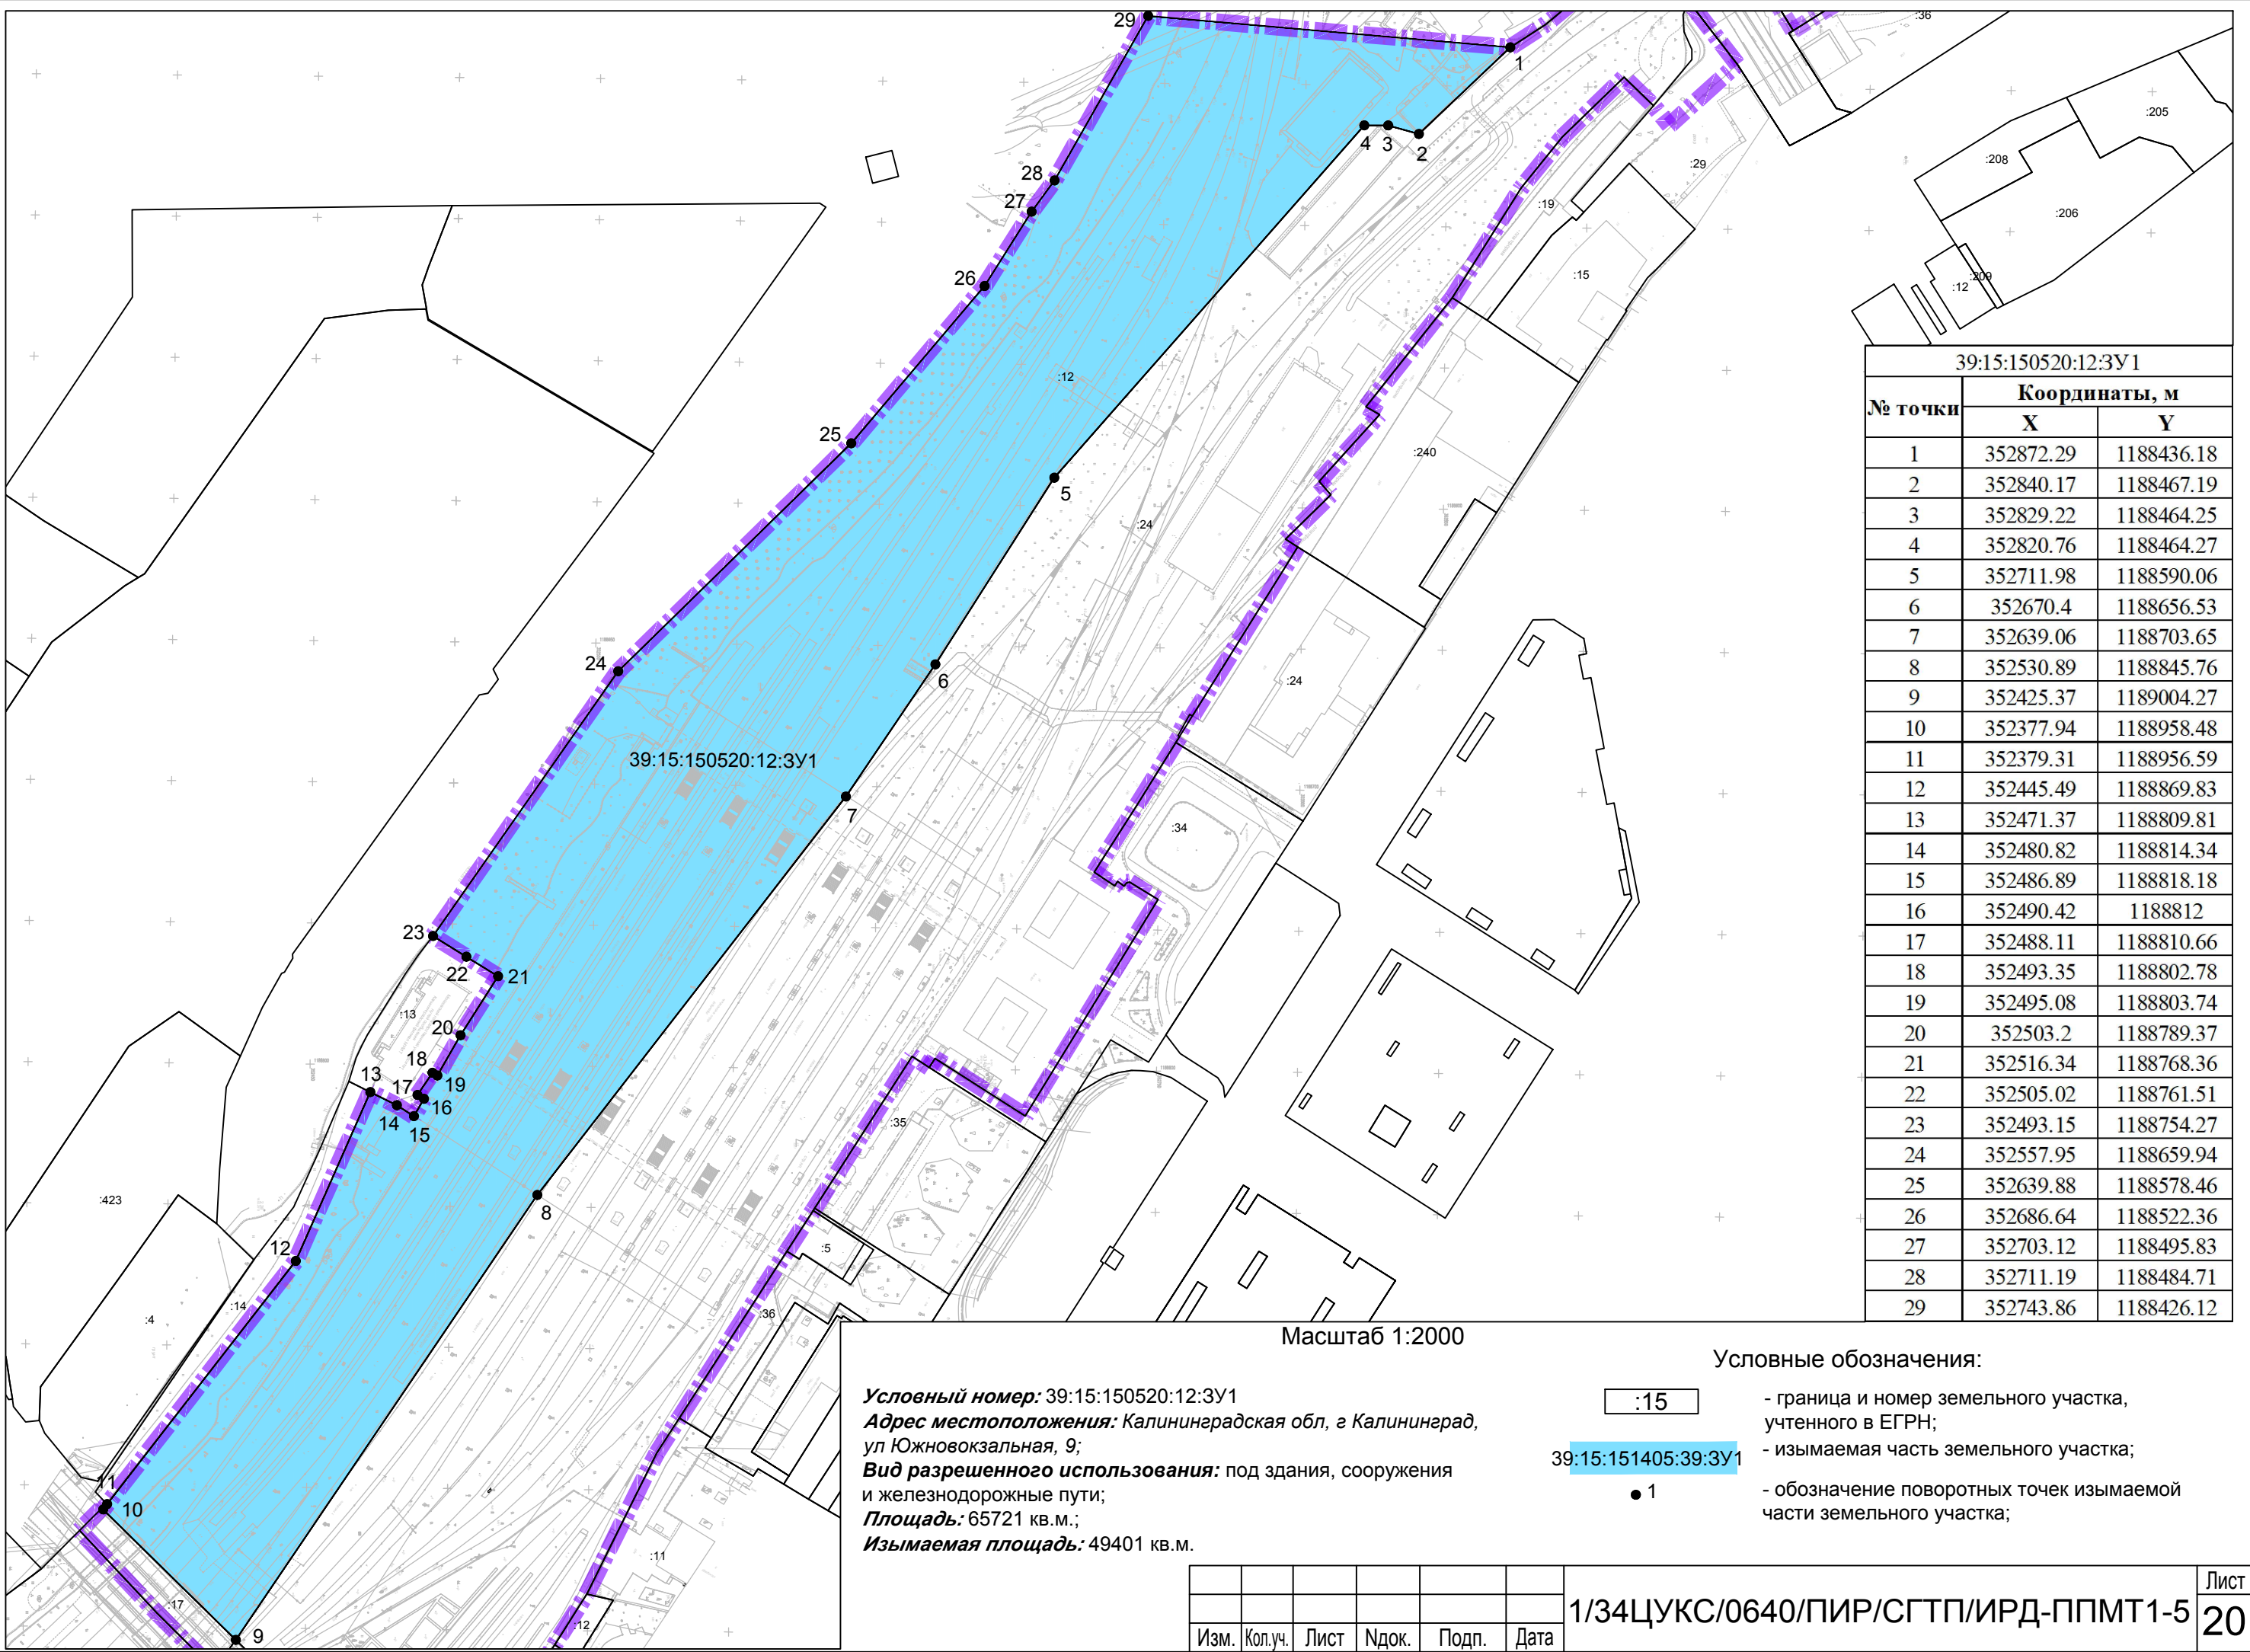 29
1
:36
4
3
2
28
27
26
25
24
5
6
7
8
9
10
11
12
13
14
15
16
17
18
19
20
21
22
23
:205
:208
:206
:209
:12
:29
:19
:15
:12
:240
:24
:24
:34
:13
:35
:5
:36
:423
:4
:14
:17
:11
:12
39:15:150520:12:ЗУ1
39:15:150520:12:ЗУ1
№ точки Координаты, м
X Y
1 352872.29 1188436.18
2 352840.17 1188467.19
3 352829.22 1188464.25
4 352820.76 1188464.27
5 352711.98 1188590.06
6 352670.4 1188656.53
7 352639.06 1188703.65
8 352530.89 1188845.76
9 352425.37 1189004.27
10 352377.94 1188958.48
11 352379.31 1188956.59
12 352445.49 1188869.83
13 352471.37 1188809.81
14 352480.82 1188814.34
15 352486.89 1188818.18
16 352490.42 1188812
17 352488.11 1188810.66
18 352493.35 1188802.78
19 352495.08 1188803.74
20 352503.2 1188789.37
21 352516.34 1188768.36
22 352505.02 1188761.51
23 352493.15 1188754.27
24 352557.95 1188659.94
25 352639.88 1188578.46
26 352686.64 1188522.36
27 352703.12 1188495.83
28 352711.19 1188484.71
29 352743.86 1188426.12
Масштаб 1:2000
Условный номер: 39:15:150520:12:ЗУ1
Адрес местоположения: Калининградская обл, г Калининград,
ул Южновокзальная, 9;
Вид разрешенного использования: под здания, сооружения
и железнодорожные пути;
Площадь: 65721 кв.м.;
Изымаемая площадь: 49401 кв.м.
Условные обозначения:
:15 - граница и номер земельного участка,
учтенного в ЕГРН;
39:15:151405:39:ЗУ1 - изымаемая часть земельного участка;
1 - обозначение поворотных точек изымаемой
части земельного участка;
Изм. Кол.уч. Лист Nдок. Подп. Дата
1/34ЦУКС/0640/ПИР/СГТП/ИРД-ППМТ1-5
Лист
20